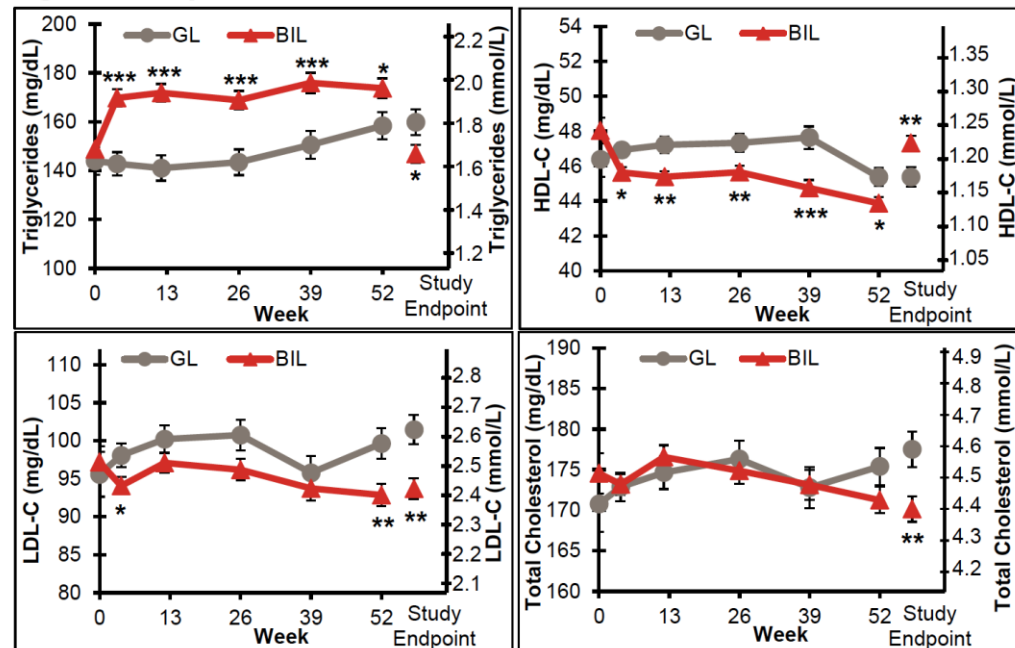 GL BIL
Triglycerides (mg/dL)
200
180
160
140
120
100
*** *** *** *** *
*
2.2
2.0
1.8
1.6
1.4
1.2
Triglycerides (mmol/L)
0 13 26 39 52 Study
Endpoint
Week
GL BIL
HDL-C (mg/dL)
54
52
50
48
46
44
42
40
**
* ** ** *** *
1.35
1.30
1.25
1.20
1.15
1.10
1.05
HDL-C (mmol/L)
0 13 26 39 52 Study
Endpoint
Week
GL BIL
LDL-C (mg/dL)
110
105
100
95
90
85
80
* ** **
2.8
2.7
2.6
2.5
2.4
2.3
2.2
2.1
LDL-C (mmol/L)
0 13 26 39 52 Study
Endpoint
Week
GL BIL
Total Cholesterol (mg/dL)
190
185
180
175
170
165
160
**
4.9
4.8
4.7
4.6
4.5
4.4
4.3
4.2
Total Cholesterol (mmol/L)
0 13 26 39 52 Study
Endpoint
Week